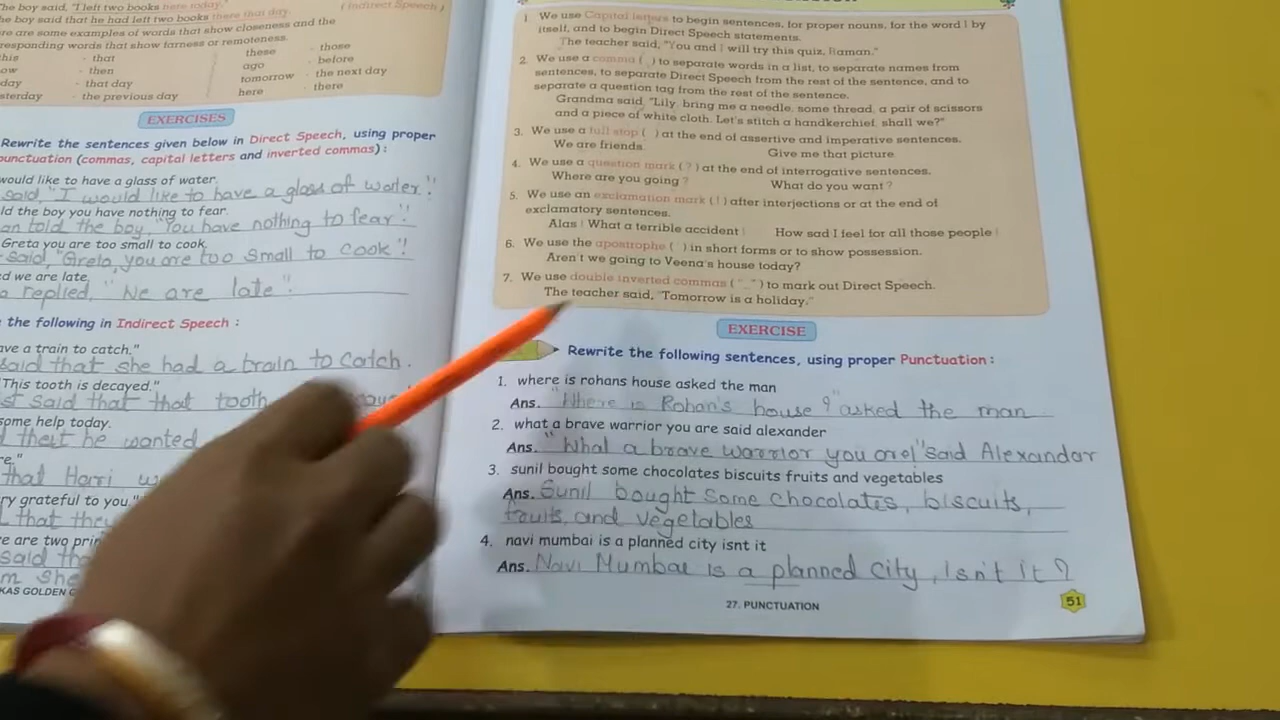 he boy said, "I left two books here today."
(Indirect Speech)
he boy said that he had left two books there that day.
re are some examples of words that show closeness and the
responding words that show farness or remoteness.
this - that
ow - then
day - that day
sterday - the previous day
these - those
ago - before
tomorrow - the next day
here - there
EXERCISES
Rewrite the sentences given below in Direct Speech, using proper
punctuation (commas, capital letters and inverted commas):
would like to have a glass of water.
said, "I would like to have a glass of water."
ld the boy you have nothing to fear.
an told the boy, "You have nothing to fear".
Greta you are too small to cook.
said, "Greta, you are too small to cook"!
ed we are late.
replied, "We are late".
the following in Indirect Speech :
ave a train to catch."
said that she had a train to catch.
"This tooth is decayed."
st said that that tooth
some help today.
that he wanted
re."
that Harri
ry grateful to you."
that they
e are two prin
said tha
m she
KAS GOLDEN
1. We use Capital letters to begin sentences, for proper nouns, for the word I by
itself, and to begin Direct Speech statements.
The teacher said, "You and I will try this quiz, Raman."
2. We use a comma ( , ) to separate words in a list, to separate names from
sentences, to separate Direct Speech from the rest of the sentence, and to
separate a question tag from the rest of the sentence.
Grandma said, "Lily, bring me a needle, some thread, a pair of scissors
and a piece of white cloth. Let's stitch a handkerchief, shall we?"
3. We use a full stop ( . ) at the end of assertive and imperative sentences.
We are friends. Give me that picture.
4. We use a question mark ( ? ) at the end of interrogative sentences.
Where are you going ? What do you want ?
5. We use an exclamation mark ( ! ) after interjections or at the end of
exclamatory sentences.
Alas ! What a terrible accident ! How sad I feel for all those people !
6. We use the apostrophe ( ' ) in short forms or to show possession.
Aren't we going to Veena's house today?
7. We use double inverted commas ( " " ) to mark out Direct Speech.
The teacher said, "Tomorrow is a holiday."
EXERCISE
Rewrite the following sentences, using proper Punctuation :
1. where is rohans house asked the man
Ans. "Where is Rohan's house ?" asked the man
2. what a brave warrior you are said alexander
Ans. "What a brave warrior you are!" said Alexandar
3. sunil bought some chocolates biscuits fruits and vegetables
Ans. Sunil bought some chocolates, biscuits,
fruits, and vegetables
4. navi mumbai is a planned city isnt it
Ans. Navi Mumbai is a planned city, isn't it ?
27. PUNCTUATION
51